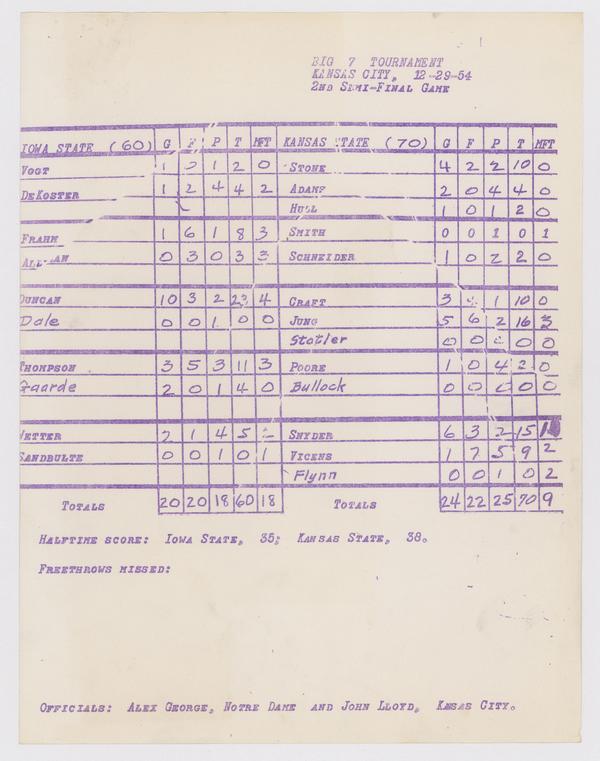 BIG 7 TOURNAMENT
KANSAS CITY, 12-29-54
2ND SEMI-FINAL GAME
IOWA STATE (60) G F P T MFT KANSAS STATE (70) G F P T MFT
VOGT 1 0 1 2 0 STONE 4 2 2 10 0
DEKOSTER 1 2 4 4 2 ADAMS 2 0 4 4 0
HULL 1 0 1 2 0
FRAHM 1 6 1 8 3 SMITH 0 0 1 0 1
0 3 0 3 3 SCHNEIDER 1 0 2 2 0
DUNCAN 10 3 2 23 4 CRAFT 3 1 10 0
Dale 0 0 1 0 0 JUNG 5 6 2 16 3
Stotler 0 0 0 0
THOMPSON 3 5 3 11 3 POORE 1 0 4 2 0
Gaarde 2 0 1 4 0 Bullock 0 0 0 0 0
VETTER 2 1 4 5 SNYDER 6 3 2 15 1
SANDBULTE 0 0 1 0 1 VICENS 1 7 5 9 2
Flynn 0 0 1 0 2
TOTALS 20 20 18 60 18 TOTALS 24 22 25 70 9
HALFTIME SCORE: IOWA STATE, 35; KANSAS STATE, 38.
FREETHROWS MISSED:
OFFICIALS: ALEX GEORGE, NOTRE DAME AND JOHN LLOYD, KNSAS CITY.